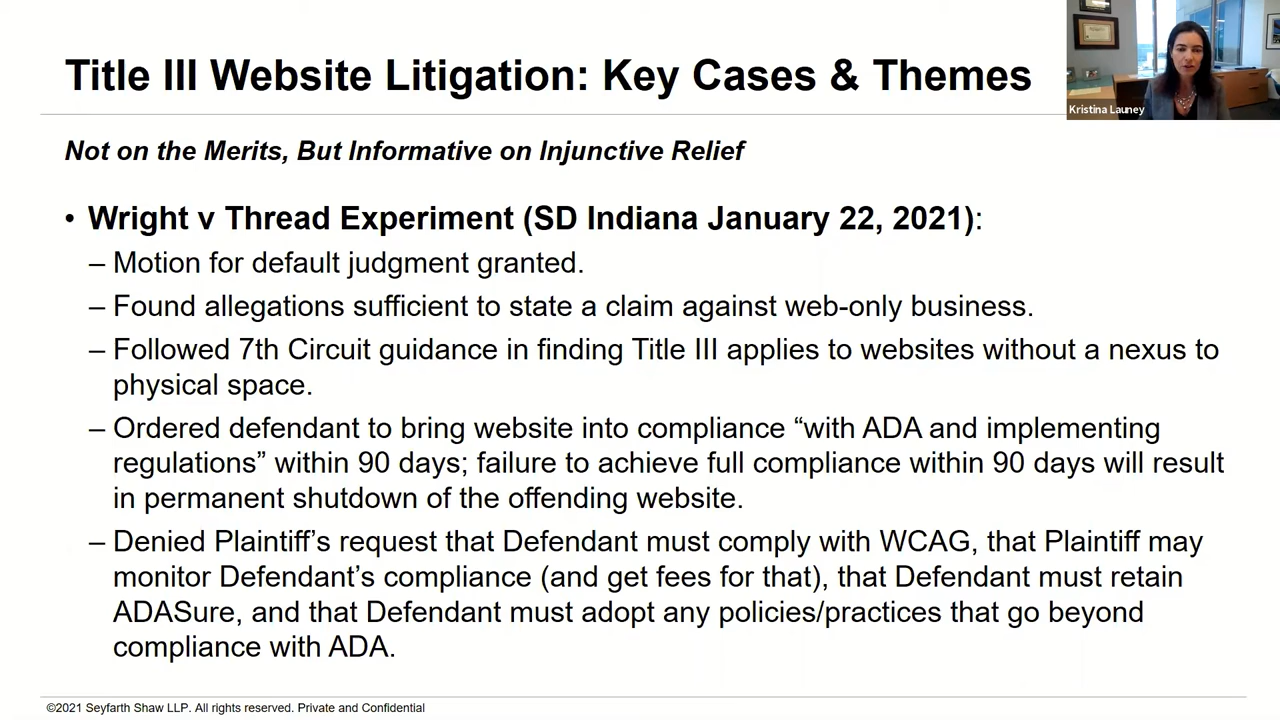 Title III Website Litigation: Key Cases & Themes
Kristina Launey
Not on the Merits, But Informative on Injunctive Relief
• Wright v Thread Experiment (SD Indiana January 22, 2021):
– Motion for default judgment granted.
– Found allegations sufficient to state a claim against web-only business.
– Followed 7th Circuit guidance in finding Title III applies to websites without a nexus to
physical space.
– Ordered defendant to bring website into compliance “with ADA and implementing
regulations” within 90 days; failure to achieve full compliance within 90 days will result
in permanent shutdown of the offending website.
– Denied Plaintiff’s request that Defendant must comply with WCAG, that Plaintiff may
monitor Defendant’s compliance (and get fees for that), that Defendant must retain
ADASure, and that Defendant must adopt any policies/practices that go beyond
compliance with ADA.
©2021 Seyfarth Shaw LLP. All rights reserved. Private and Confidential